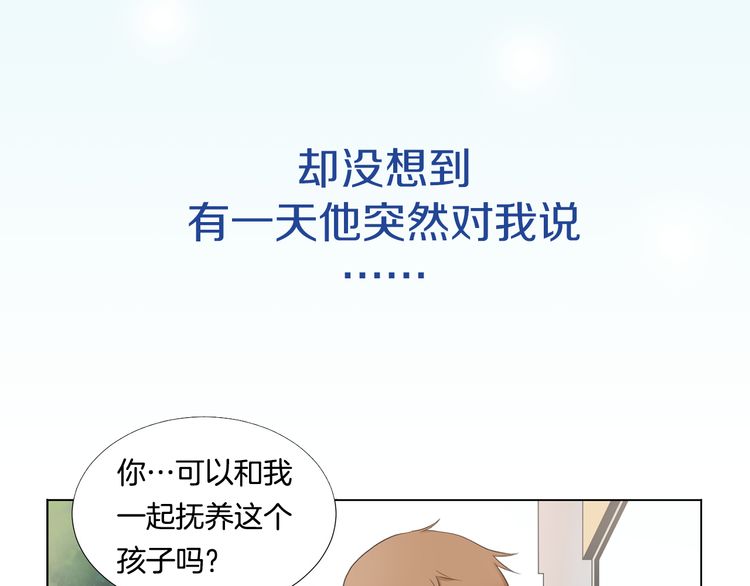 却没想到
有一天他突然对我说
……
你…可以和我
一起抚养这个
孩子吗?